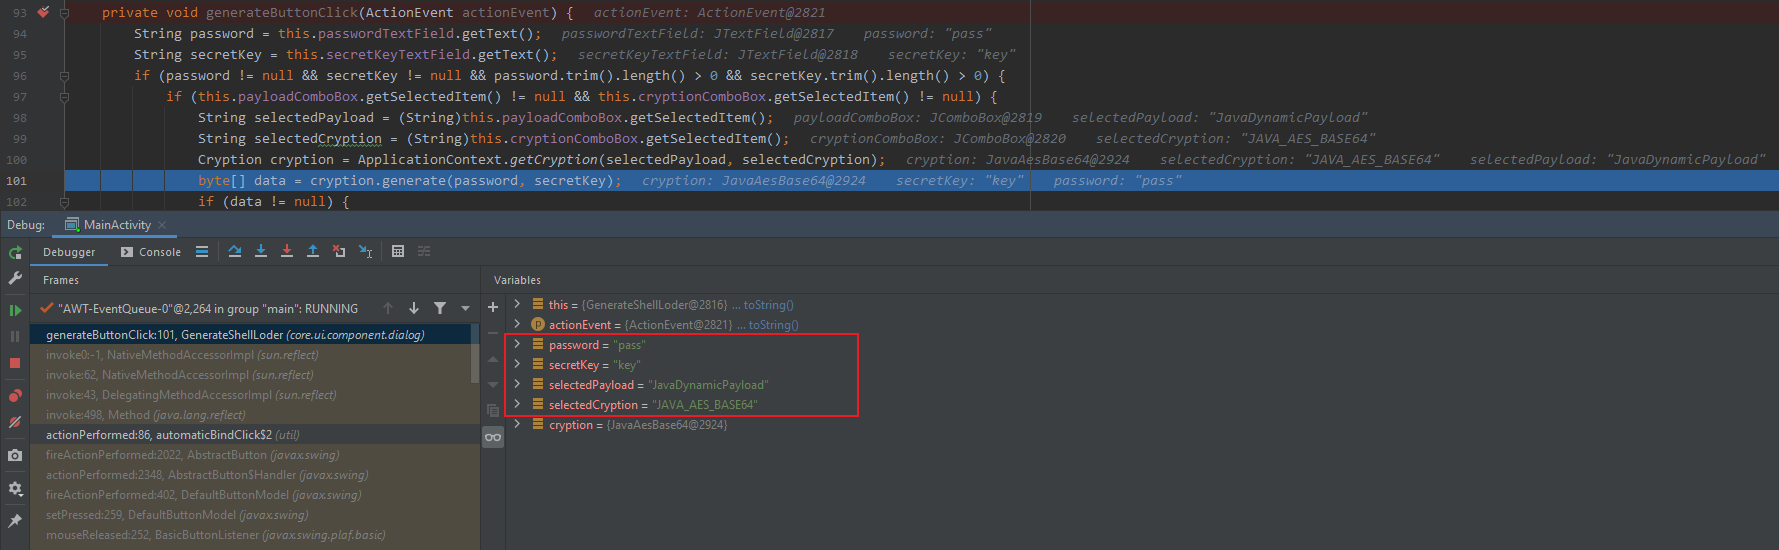 93 private void generateButtonClick(ActionEvent actionEvent) { actionEvent: ActionEvent@2821
94 String password = this.passwordTextField.getText(); passwordTextField: JTextField@2817 password: "pass"
95 String secretKey = this.secretKeyTextField.getText(); secretKeyTextField: JTextField@2818 secretKey: "key"
96 if (password != null && secretKey != null && password.trim().length() > 0 && secretKey.trim().length() > 0) {
97 if (this.payloadComboBox.getSelectedItem() != null && this.cryptionComboBox.getSelectedItem() != null) {
98 String selectedPayload = (String)this.payloadComboBox.getSelectedItem(); payloadComboBox: JComboBox@2819 selectedPayload: "JavaDynamicPayload"
99 String selectedCryption = (String)this.cryptionComboBox.getSelectedItem(); cryptionComboBox: JComboBox@2820 selectedCryption: "JAVA_AES_BASE64"
100 Cryption cryption = ApplicationContext.getCryption(selectedPayload, selectedCryption); cryption: JavaAesBase64@2924 selectedCryption: "JAVA_AES_BASE64" selectedPayload: "JavaDynamicPayload"
101 byte[] data = cryption.generate(password, secretKey); cryption: JavaAesBase64@2924 secretKey: "key" password: "pass"
102 if (data != null) {
Debug: MainActivity
Debugger Console
Frames
"AWT-EventQueue-0"@2,264 in group "main": RUNNING
generateButtonClick:101, GenerateShellLoder (core.ui.component.dialog)
invoke0:-1, NativeMethodAccessorImpl (sun.reflect)
invoke:62, NativeMethodAccessorImpl (sun.reflect)
invoke:43, DelegatingMethodAccessorImpl (sun.reflect)
invoke:498, Method (java.lang.reflect)
actionPerformed:86, automaticBindClick$2 (util)
fireActionPerformed:2022, AbstractButton (javax.swing)
actionPerformed:2348, AbstractButton$Handler (javax.swing)
fireActionPerformed:402, DefaultButtonModel (javax.swing)
setPressed:259, DefaultButtonModel (javax.swing)
mouseReleased:252, BasicButtonListener (javax.swing.plaf.basic)
Variables
this = {GenerateShellLoder@2816} ... toString()
actionEvent = {ActionEvent@2821} ... toString()
password = "pass"
secretKey = "key"
selectedPayload = "JavaDynamicPayload"
selectedCryption = "JAVA_AES_BASE64"
cryption = {JavaAesBase64@2924}